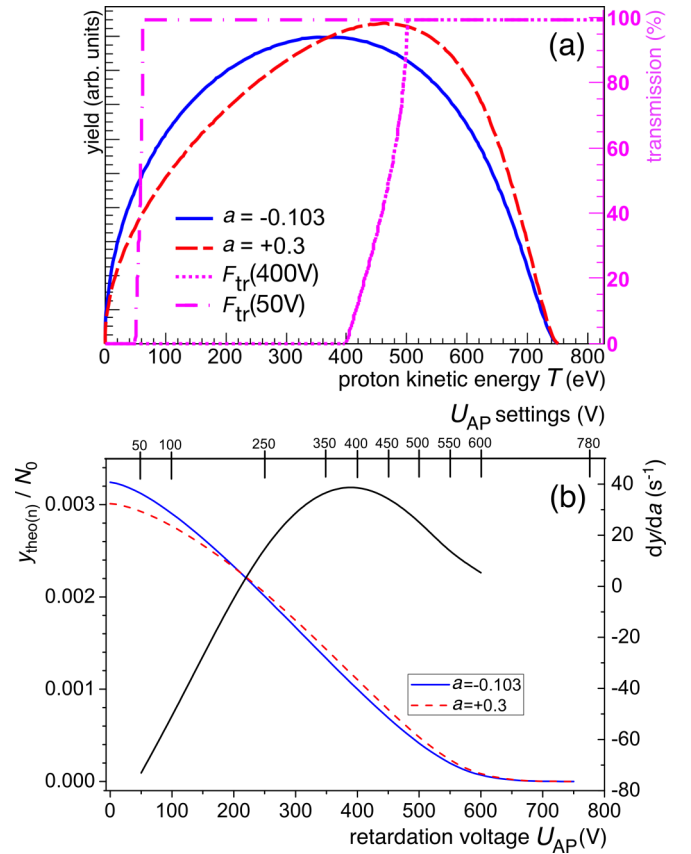 (a)
yield (arb. units)
transmission (%)
100
80
60
40
20
0
a = -0.103
a = +0.3
Ftr(400V)
Ftr(50V)
0 100 200 300 400 500 600 700 800
proton kinetic energy T (eV)
UAP settings (V)
50 100 250 350 400 450 500 550 600 780
(b)
ytheo(n) / N0
0.003
0.002
0.001
0.000
dy/da (s-1)
40
20
0
-20
-40
-60
-80
a=-0.103
a=+0.3
0 100 200 300 400 500 600 700 800
retardation voltage UAP(V)